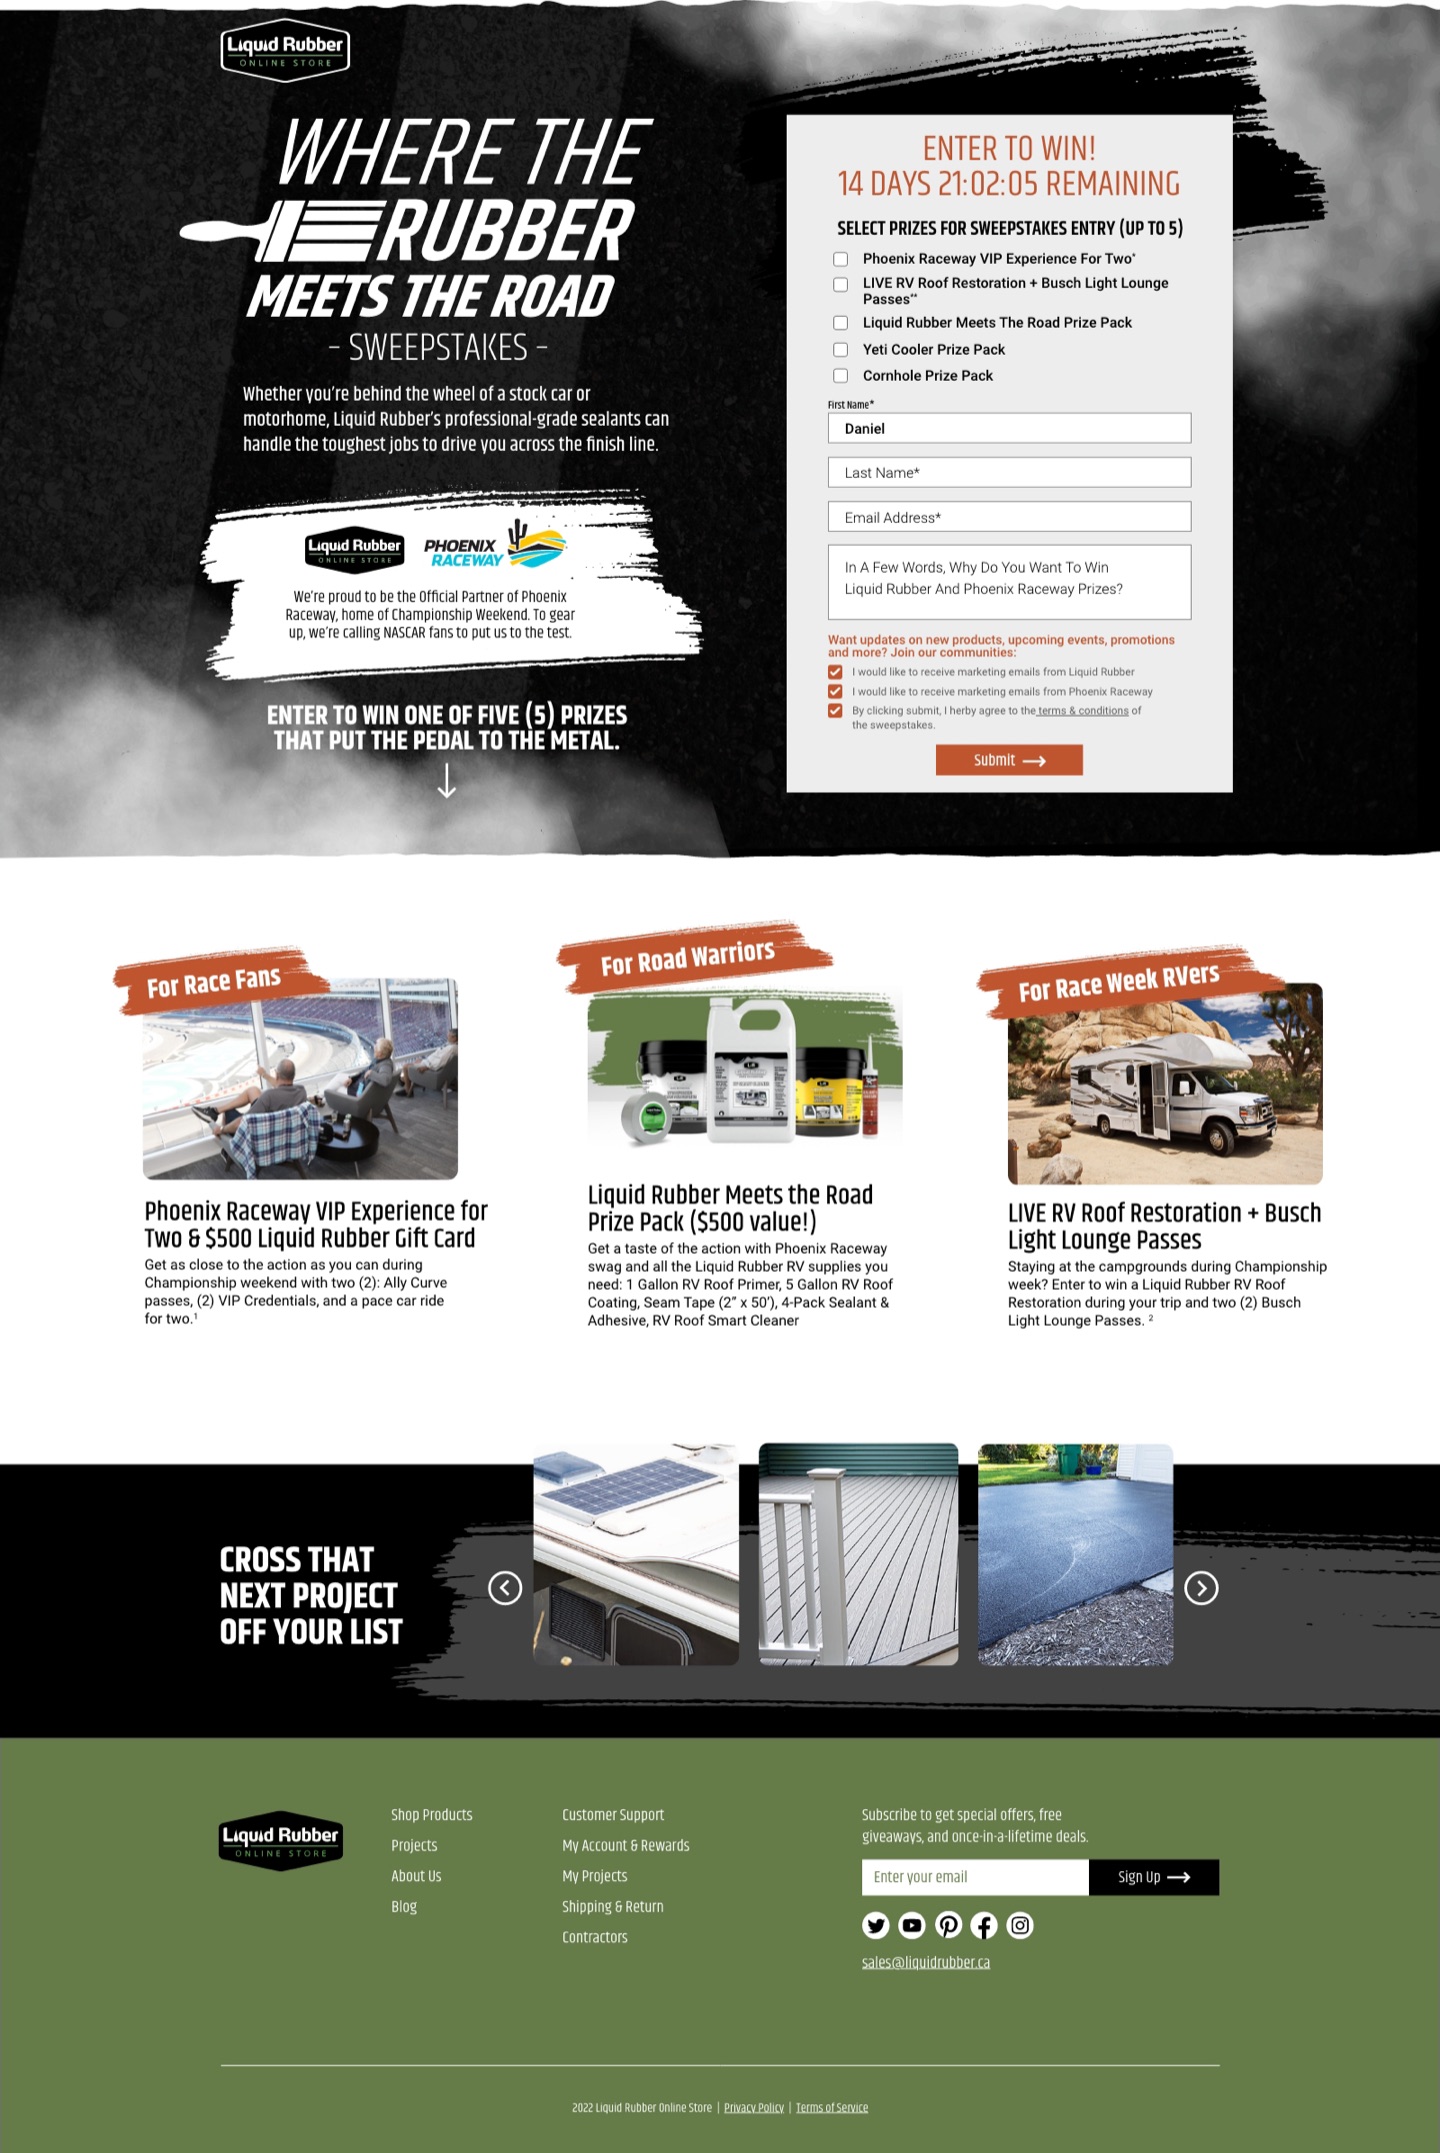 Liquid Rubber
ONLINE STORE
WHERE THE
RUBBER
MEETS THE ROAD
– SWEEPSTAKES –
Whether you're behind the wheel of a stock car or
motorhome, Liquid Rubber's professional-grade sealants can
handle the toughest jobs to drive you across the finish line.
Liquid Rubber
ONLINE STORE
PHOENIX
RACEWAY
We're proud to be the Official Partner of Phoenix
Raceway, home of Championship Weekend. To gear
up, we're calling NASCAR fans to put us to the test.
ENTER TO WIN ONE OF FIVE (5) PRIZES
THAT PUT THE PEDAL TO THE METAL.
ENTER TO WIN!
14 DAYS 21:02:05 REMAINING
SELECT PRIZES FOR SWEEPSTAKES ENTRY (UP TO 5)
Phoenix Raceway VIP Experience For Two*
LIVE RV Roof Restoration + Busch Light Lounge
Passes**
Liquid Rubber Meets The Road Prize Pack
Yeti Cooler Prize Pack
Cornhole Prize Pack
First Name*
Daniel
Last Name*
Email Address*
In A Few Words, Why Do You Want To Win
Liquid Rubber And Phoenix Raceway Prizes?
Want updates on new products, upcoming events, promotions
and more? Join our communities:
I would like to receive marketing emails from Liquid Rubber
I would like to receive marketing emails from Phoenix Raceway
By clicking submit, I herby agree to the terms & conditions of
the sweepstakes.
Submit
For Race Fans
Phoenix Raceway VIP Experience for
Two & $500 Liquid Rubber Gift Card
Get as close to the action as you can during
Championship weekend with two (2): Ally Curve
passes, (2) VIP Credentials, and a pace car ride
for two.¹
For Road Warriors
Liquid Rubber Meets the Road
Prize Pack ($500 value!)
Get a taste of the action with Phoenix Raceway
swag and all the Liquid Rubber RV supplies you
need: 1 Gallon RV Roof Primer, 5 Gallon RV Roof
Coating, Seam Tape (2” x 50’), 4-Pack Sealant &
Adhesive, RV Roof Smart Cleaner
For Race Week RVers
LIVE RV Roof Restoration + Busch
Light Lounge Passes
Staying at the campgrounds during Championship
week? Enter to win a Liquid Rubber RV Roof
Restoration during your trip and two (2) Busch
Light Lounge Passes. ²
CROSS THAT
NEXT PROJECT
OFF YOUR LIST
Liquid Rubber
ONLINE STORE
Shop Products
Projects
About Us
Blog
Customer Support
My Account & Rewards
My Projects
Shipping & Return
Contractors
Subscribe to get special offers, free
giveaways, and once-in-a-lifetime deals.
Enter your email
Sign Up
sales@liquidrubber.ca
2022 Liquid Rubber Online Store | Privacy Policy | Terms of Service